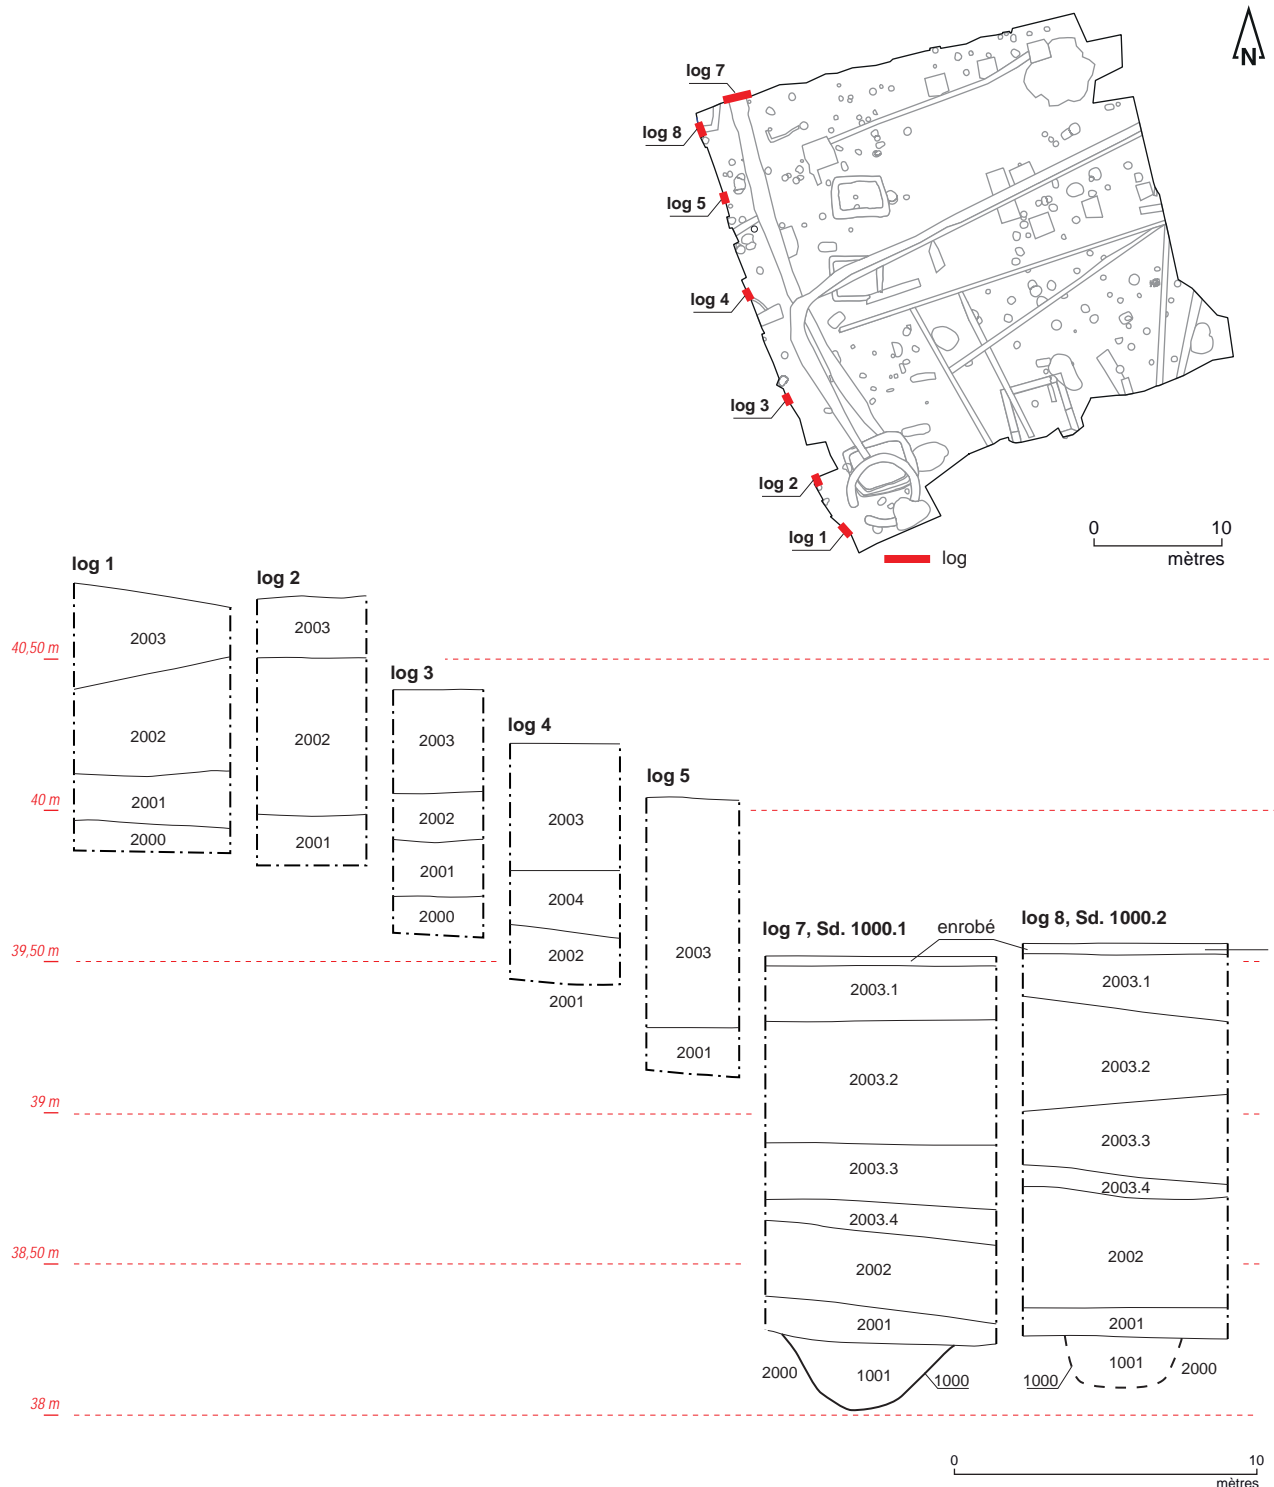 N
log 7
log 8
log 5
log 4
log 3
log 2
log 1
0 10
mètres
log
log 1
2003
2002
2001
2000
log 2
2003
2002
2001
log 3
2003
2002
2001
2000
log 4
2003
2004
2002
2001
log 5
2003
2001
log 7, Sd. 1000.1
enrobé
2003.1
2003.2
2003.3
2003.4
2002
2001
2000
1001
1000
log 8, Sd. 1000.2
2003.1
2003.2
2003.3
2003.4
2002
2001
1000
1001
2000
40,50 m
40 m
39,50 m
39 m
38,50 m
38 m
0 10
mètres